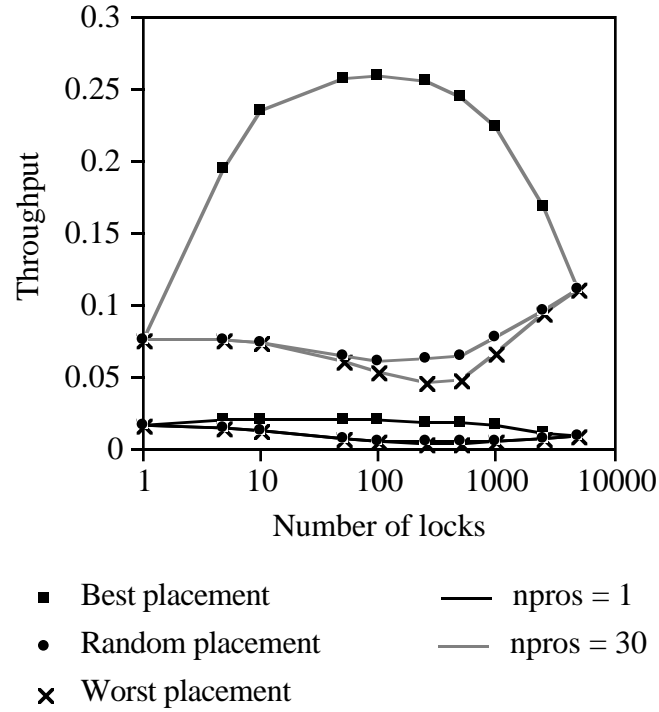 0.3
0.25
0.2
0.15
0.1
0.05
0
Throughput
1 10 100 1000 10000
Number of locks
Best placement
npros = 1
Random placement
npros = 30
Worst placement